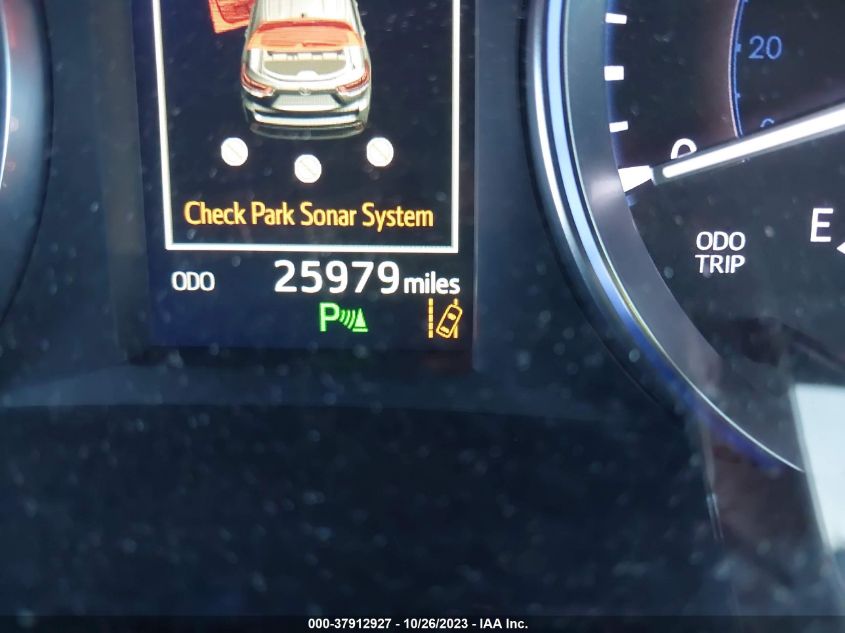 20
Check Park Sonar System
ODO 25979 miles
P
ODO
TRIP
E
000-37912927 - 10/26/2023 - IAA Inc.